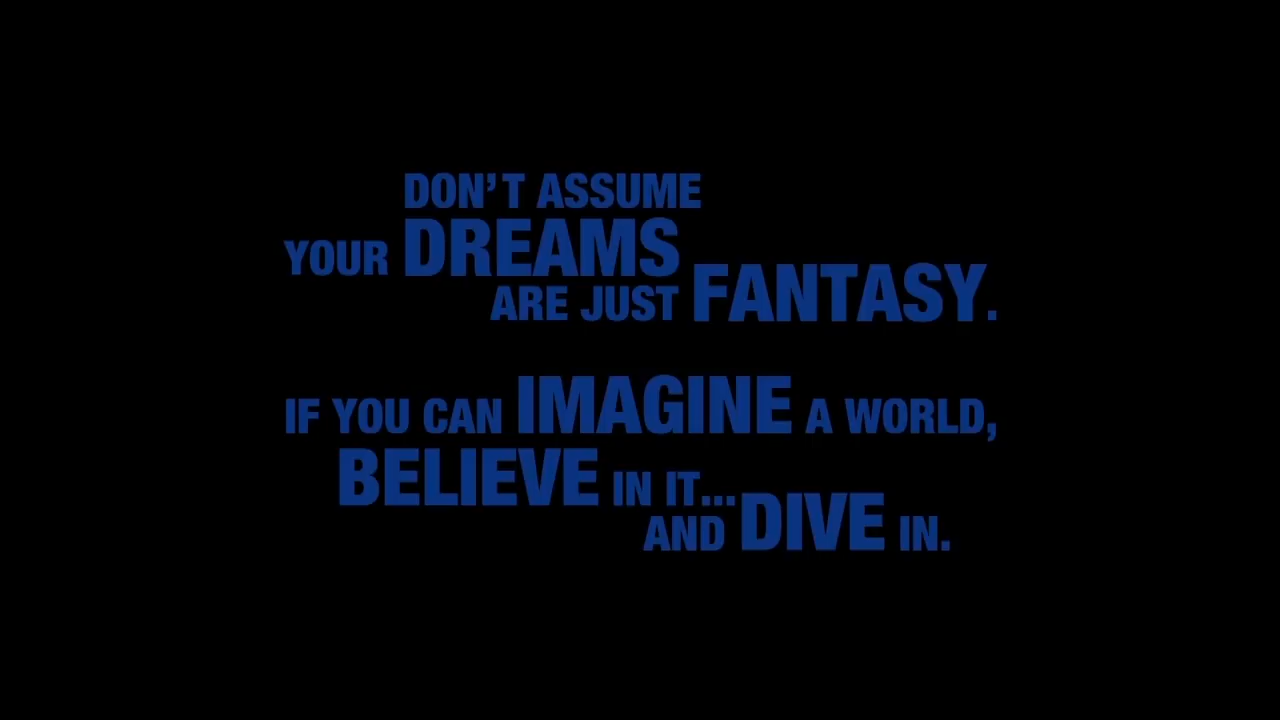 DON'T ASSUME
YOUR DREAMS
ARE JUST FANTASY.
IF YOU CAN IMAGINE A WORLD,
BELIEVE IN IT...
AND DIVE IN.